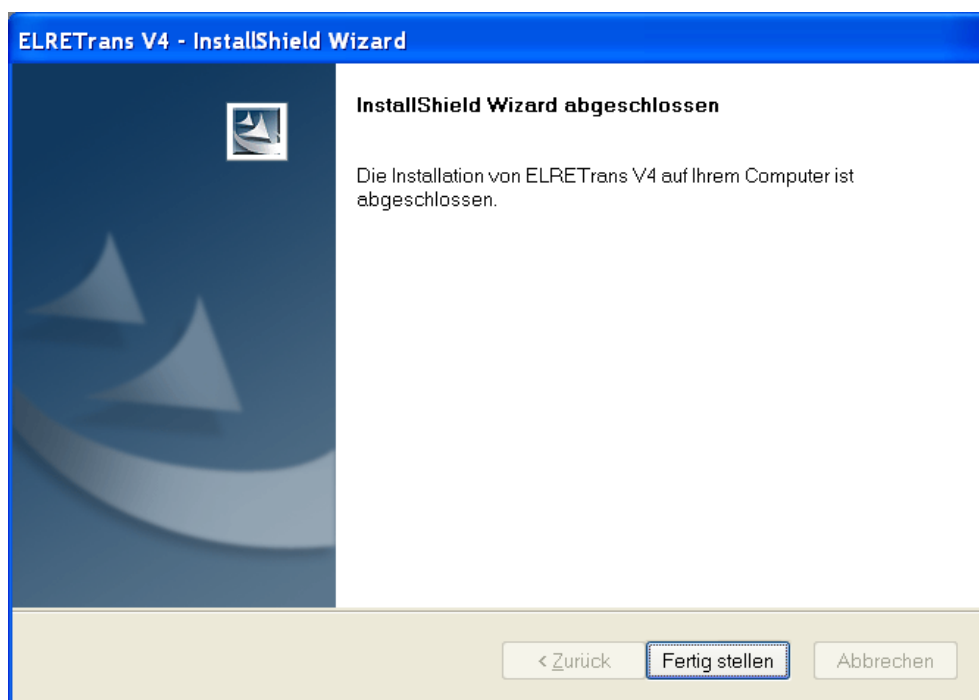 ELRETrans V4 - InstallShield Wizard
InstallShield Wizard abgeschlossen
Die Installation von ELRETrans V4 auf Ihrem Computer ist
abgeschlossen.
< Zurück
Fertig stellen
Abbrechen